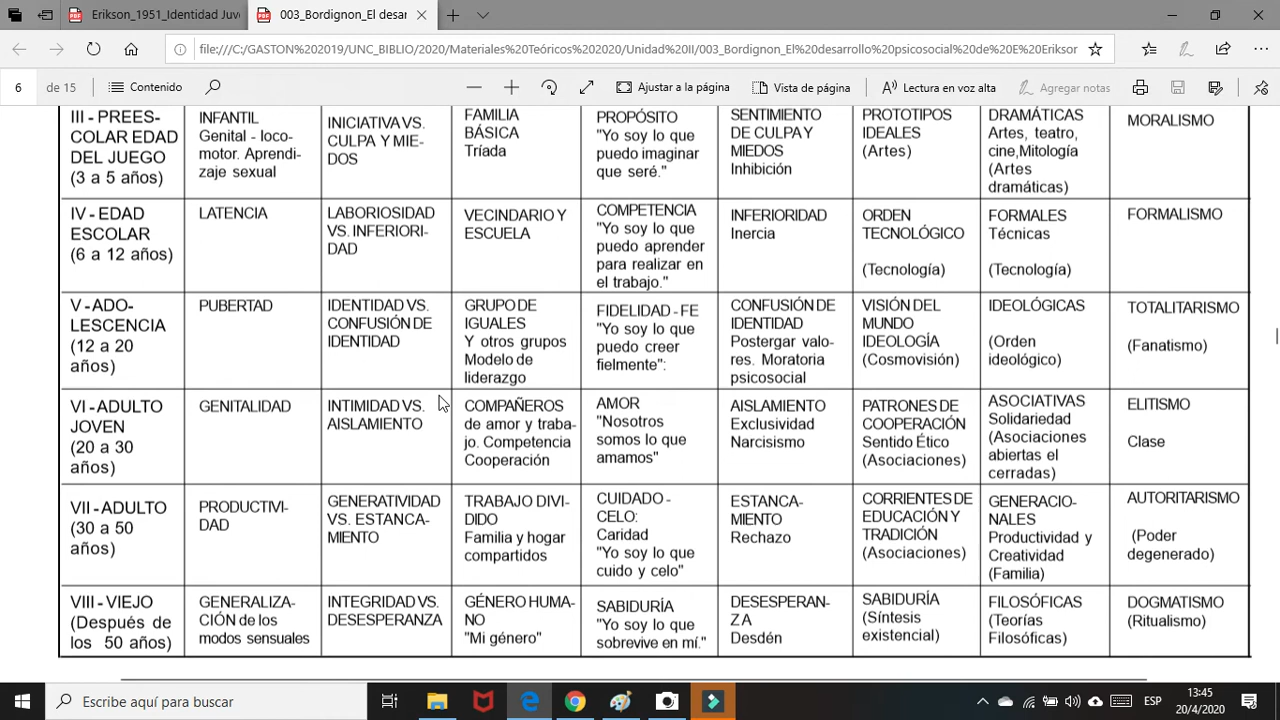 Erikson_1951_Identidad Juv
003_Bordignon_El desar
file:///C:/GASTON%202019/UNC_BIBLIO/2020/Materiales%20Teóricos%202020/Unidad%20II/003_Bordignon_El%20desarrollo%20psicosocial%20de%20E%20Eriksor
6 de 15
Contenido
Ajustar a la página
Vista de página
Lectura en voz alta
Agregar notas
III - PREES-
COLAR EDAD
DEL JUEGO
(3 a 5 años)
INFANTIL
Genital - loco-
motor. Aprendi-
zaje sexual
INICIATIVA VS.
CULPA Y MIE-
DOS
FAMILIA
BÁSICA
Tríada
PROPÓSITO
"Yo soy lo que
puedo imaginar
que seré."
SENTIMIENTO
DE CULPA Y
MIEDOS
Inhibición
PROTOTIPOS
IDEALES
(Artes)
DRAMÁTICAS
Artes, teatro,
cine,Mitología
(Artes
dramáticas)
MORALISMO
IV - EDAD
ESCOLAR
(6 a 12 años)
LATENCIA
LABORIOSIDAD
VS. INFERIORI-
DAD
VECINDARIO Y
ESCUELA
COMPETENCIA
"Yo soy lo que
puedo aprender
para realizar en
el trabajo."
INFERIORIDAD
Inercia
ORDEN
TECNOLÓGICO
(Tecnología)
FORMALES
Técnicas
(Tecnología)
FORMALISMO
V - ADO-
LESCENCIA
(12 a 20
años)
PUBERTAD
IDENTIDAD VS.
CONFUSIÓN DE
IDENTIDAD
GRUPO DE
IGUALES
Y otros grupos
Modelo de
liderazgo
FIDELIDAD - FE
"Yo soy lo que
puedo creer
fielmente":
CONFUSIÓN DE
IDENTIDAD
Postergar valo-
res. Moratoria
psicosocial
VISIÓN DEL
MUNDO
IDEOLOGÍA
(Cosmovisión)
IDEOLÓGICAS
(Orden
ideológico)
TOTALITARISMO
(Fanatismo)
VI - ADULTO
JOVEN
(20 a 30
años)
GENITALIDAD
INTIMIDAD VS.
AISLAMIENTO
COMPAÑEROS
de amor y traba-
jo. Competencia
Cooperación
AMOR
"Nosotros
somos lo que
amamos"
AISLAMIENTO
Exclusividad
Narcisismo
PATRONES DE
COOPERACIÓN
Sentido Ético
(Asociaciones)
ASOCIATIVAS
Solidariedad
(Asociaciones
abiertas el
cerradas)
ELITISMO
Clase
VII - ADULTO
(30 a 50
años)
PRODUCTIVI-
DAD
GENERATIVIDAD
VS. ESTANCA-
MIENTO
TRABAJO DIVI-
DIDO
Familia y hogar
compartidos
CUIDADO -
CELO:
Caridad
"Yo soy lo que
cuido y celo"
ESTANCA-
MIENTO
Rechazo
CORRIENTES DE
EDUCACIÓN Y
TRADICIÓN
(Asociaciones)
GENERACIO-
NALES
Productividad y
Creatividad
(Familia)
AUTORITARISMO
(Poder
degenerado)
VIII - VIEJO
(Después de
los 50 años)
GENERALIZA-
CIÓN de los
modos sensuales
INTEGRIDAD VS.
DESESPERANZA
GÉNERO HUMA-
NO
"Mi género"
SABIDURÍA
"Yo soy lo que
sobrevive en mí."
DESESPERAN-
Z A
Desdén
SABIDURÍA
(Síntesis
existencial)
FILOSÓFICAS
(Teorías
Filosóficas)
DOGMATISMO
(Ritualismo)
Escribe aquí para buscar
ESP
13:45
20/4/2020